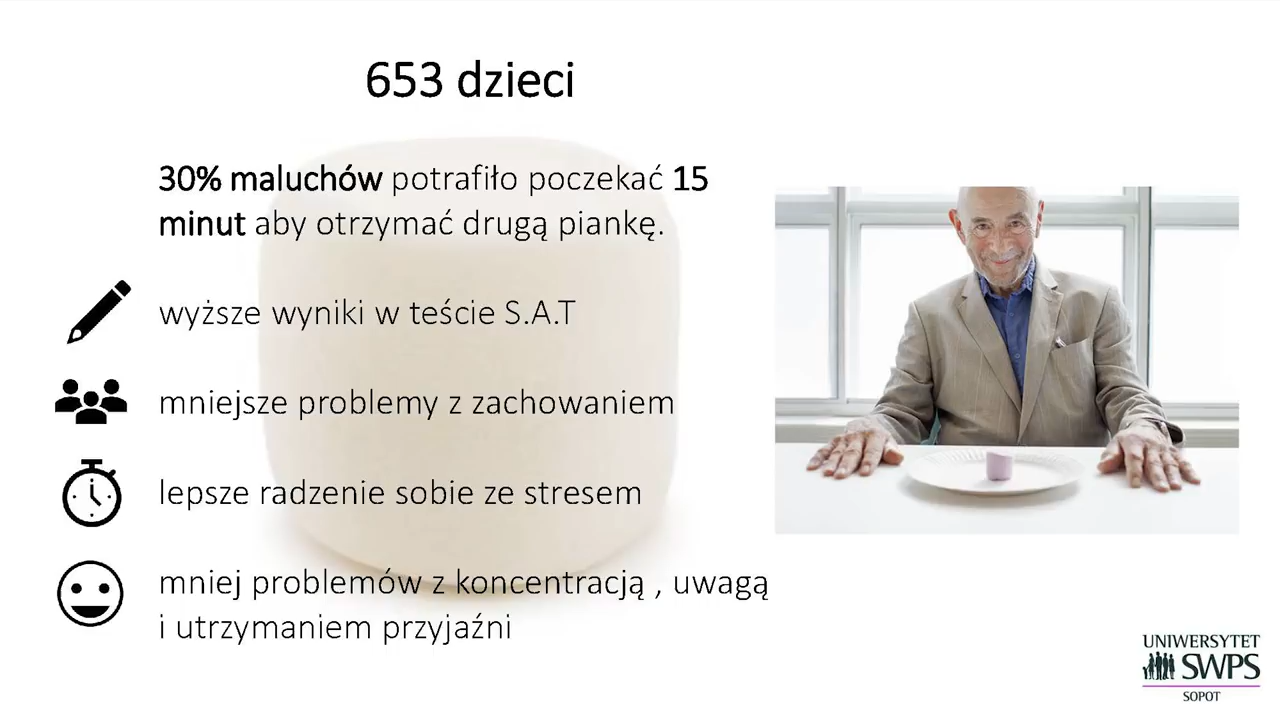 653 dzieci
30% maluchów potrafiło poczekać 15
minut aby otrzymać drugą piankę.
wyższe wyniki w teście S.A.T
mniejsze problemy z zachowaniem
lepsze radzenie sobie ze stresem
mniej problemów z koncentracją , uwagą
i utrzymaniem przyjaźni
UNIWERSYTET
SWPS
SOPOT